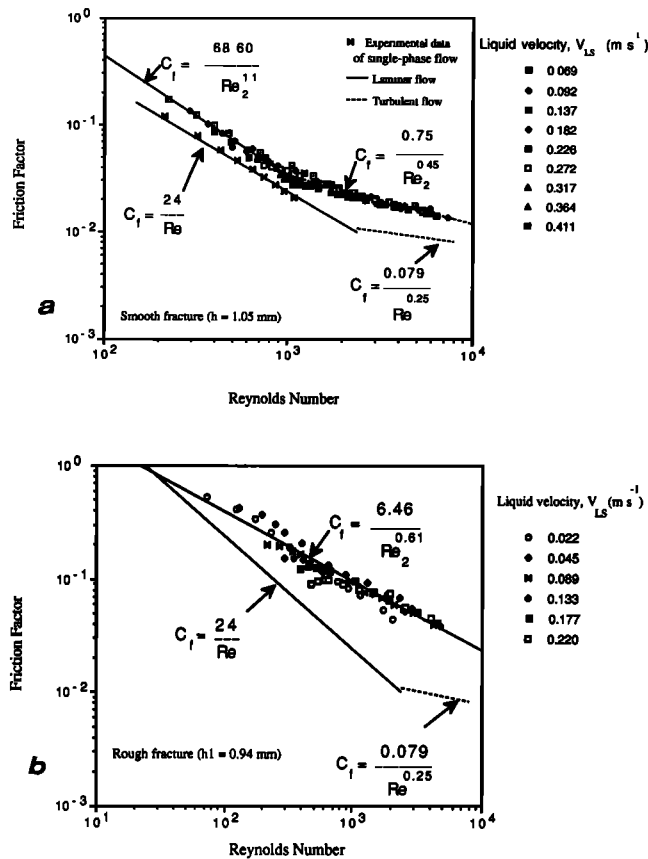 a
Friction Factor
10^0
10^-1
10^-2
10^-3
C_f = 68 60 / Re_2^11
Experimental data of single-phase flow
Laminar flow
Turbulent flow
C_f = 0.75 / Re_2^0.45
C_f = 24 / Re
C_f = 0.079 / Re^0.25
Smooth fracture (h = 1.05 mm)
10^2
10^3
10^4
Reynolds Number
Liquid velocity, V_LS (m s^1)
0 069
0.092
0.137
0.182
0.226
0.272
0.317
0.364
0.411
b
Friction Factor
10^0
10^-1
10^-2
10^-3
C_f = 6.46 / Re_2^0.61
C_f = 24 / Re
C_f = 0.079 / Re^0.25
Rough fracture (h1 = 0.94 mm)
10^1
10^2
10^3
10^4
Reynolds Number
Liquid velocity, V_LS (m s^-1)
0.022
0.045
0.089
0.133
0.177
0.220